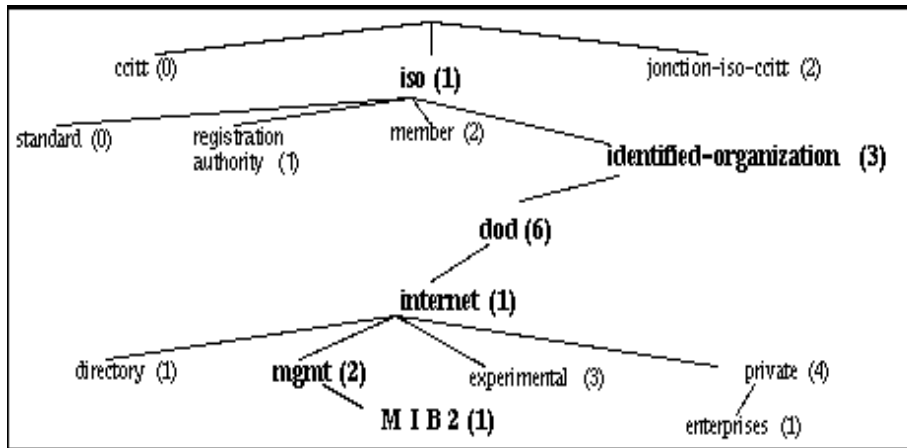 ccitt (0)
iso (1)
jonction-iso-ccitt (2)
standard (0)
registration
authority (1)
member (2)
identified-organization (3)
dod (6)
internet (1)
directory (1)
mgmt (2)
experimental (3)
private (4)
M I B 2 (1)
enterprises (1)